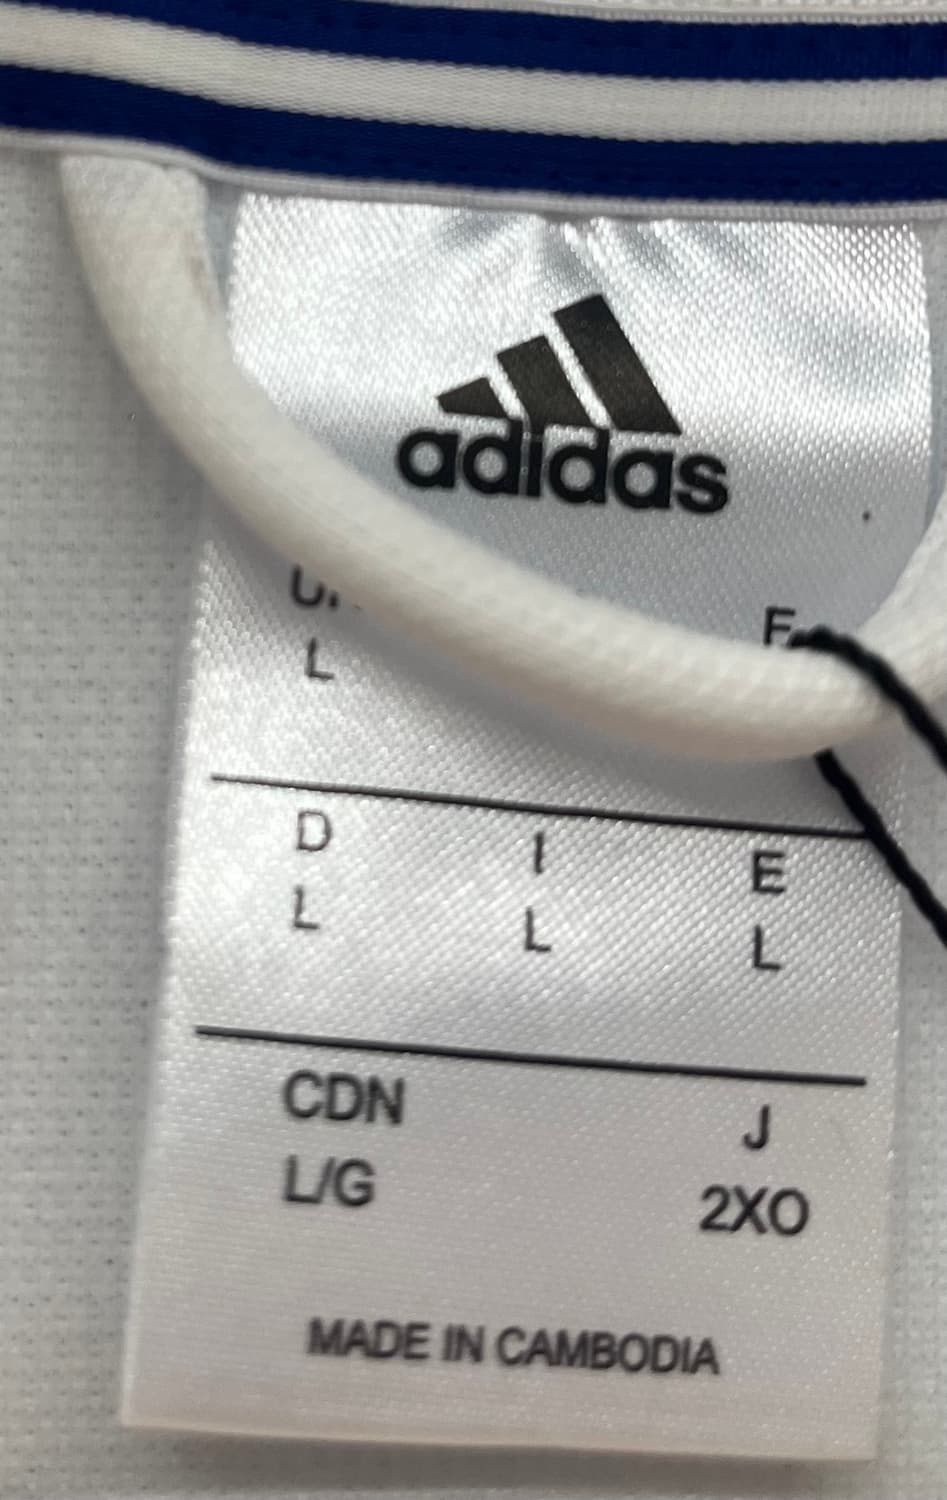 adidas
F
L
D I E
L L L
CDN J
L/G 2XO
MADE IN CAMBODIA